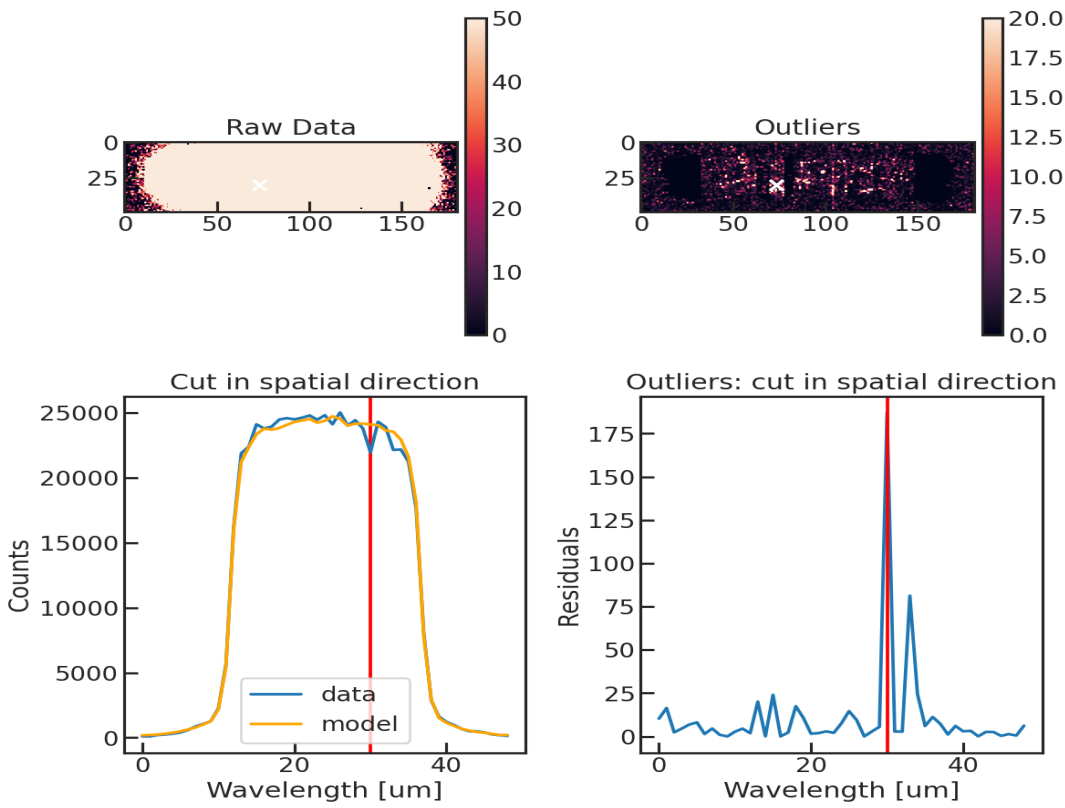 Raw Data
0
25
0 50 100 150
50
40
30
20
10
0
Outliers
0
25
0 50 100 150
20.0
17.5
15.0
12.5
10.0
7.5
5.0
2.5
0.0
Cut in spatial direction
Counts
25000
20000
15000
10000
5000
0
data
model
0 20 40
Wavelength [um]
Outliers: cut in spatial direction
Residuals
175
150
125
100
75
50
25
0
0 20 40
Wavelength [um]